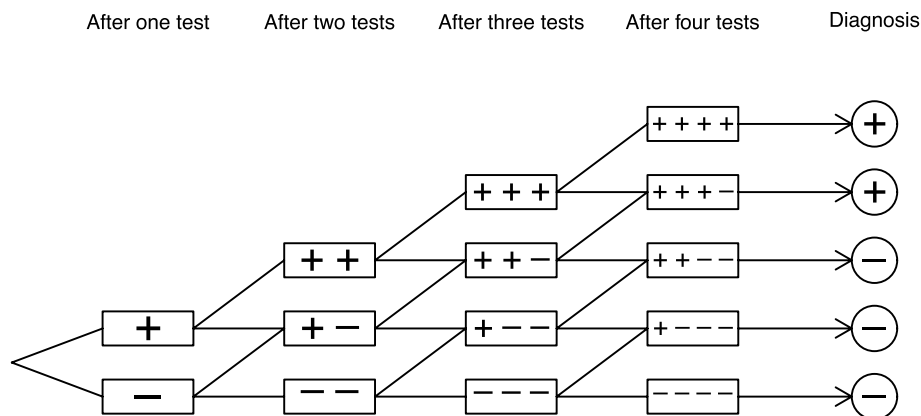 After one test After two tests After three tests After four tests Diagnosis
+ + + + +
+ + + + + + − +
+ + + + − + + − − −
+ + − + − − + − − − −
− − − − − − − − − − −